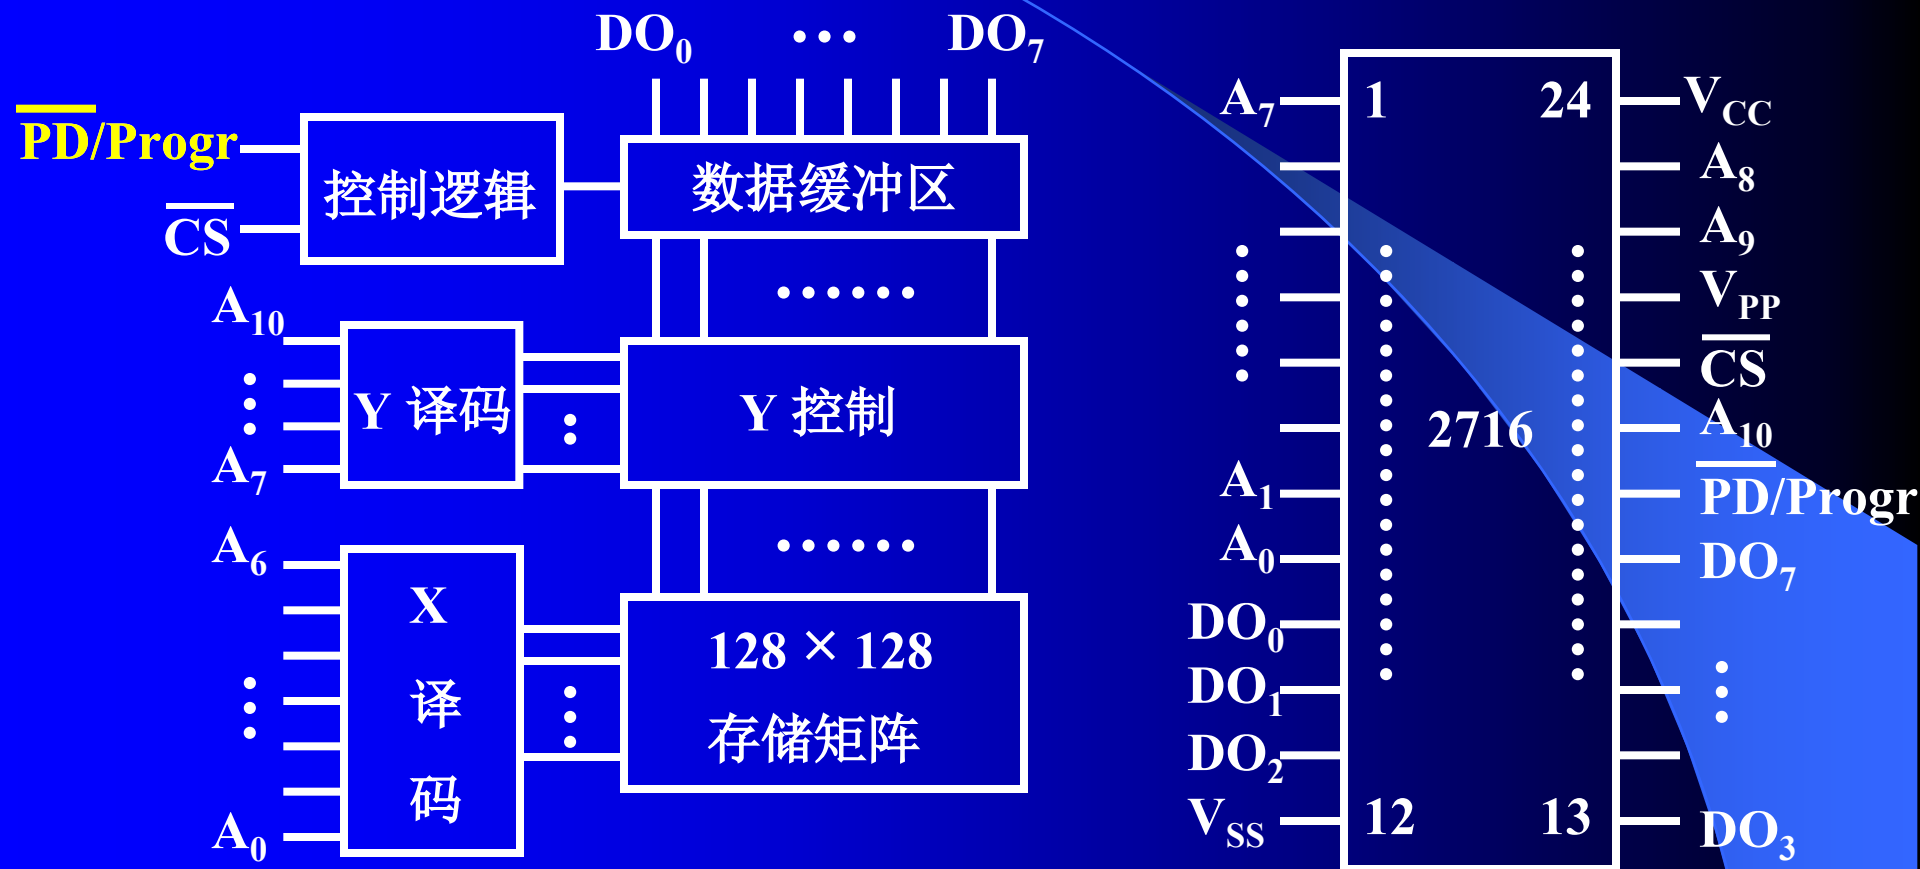 DO0 … DO7
PD/Progr
CS
控制逻辑
数据缓冲区
……
A10
A7
Y 译码
Y 控制
……
A6
A0
X
译
码
128 × 128
存储矩阵
A7
A1
A0
DO0
DO1
DO2
VSS
1
24
2716
12
13
VCC
A8
A9
VPP
CS
A10
PD/Progr
DO7
DO3